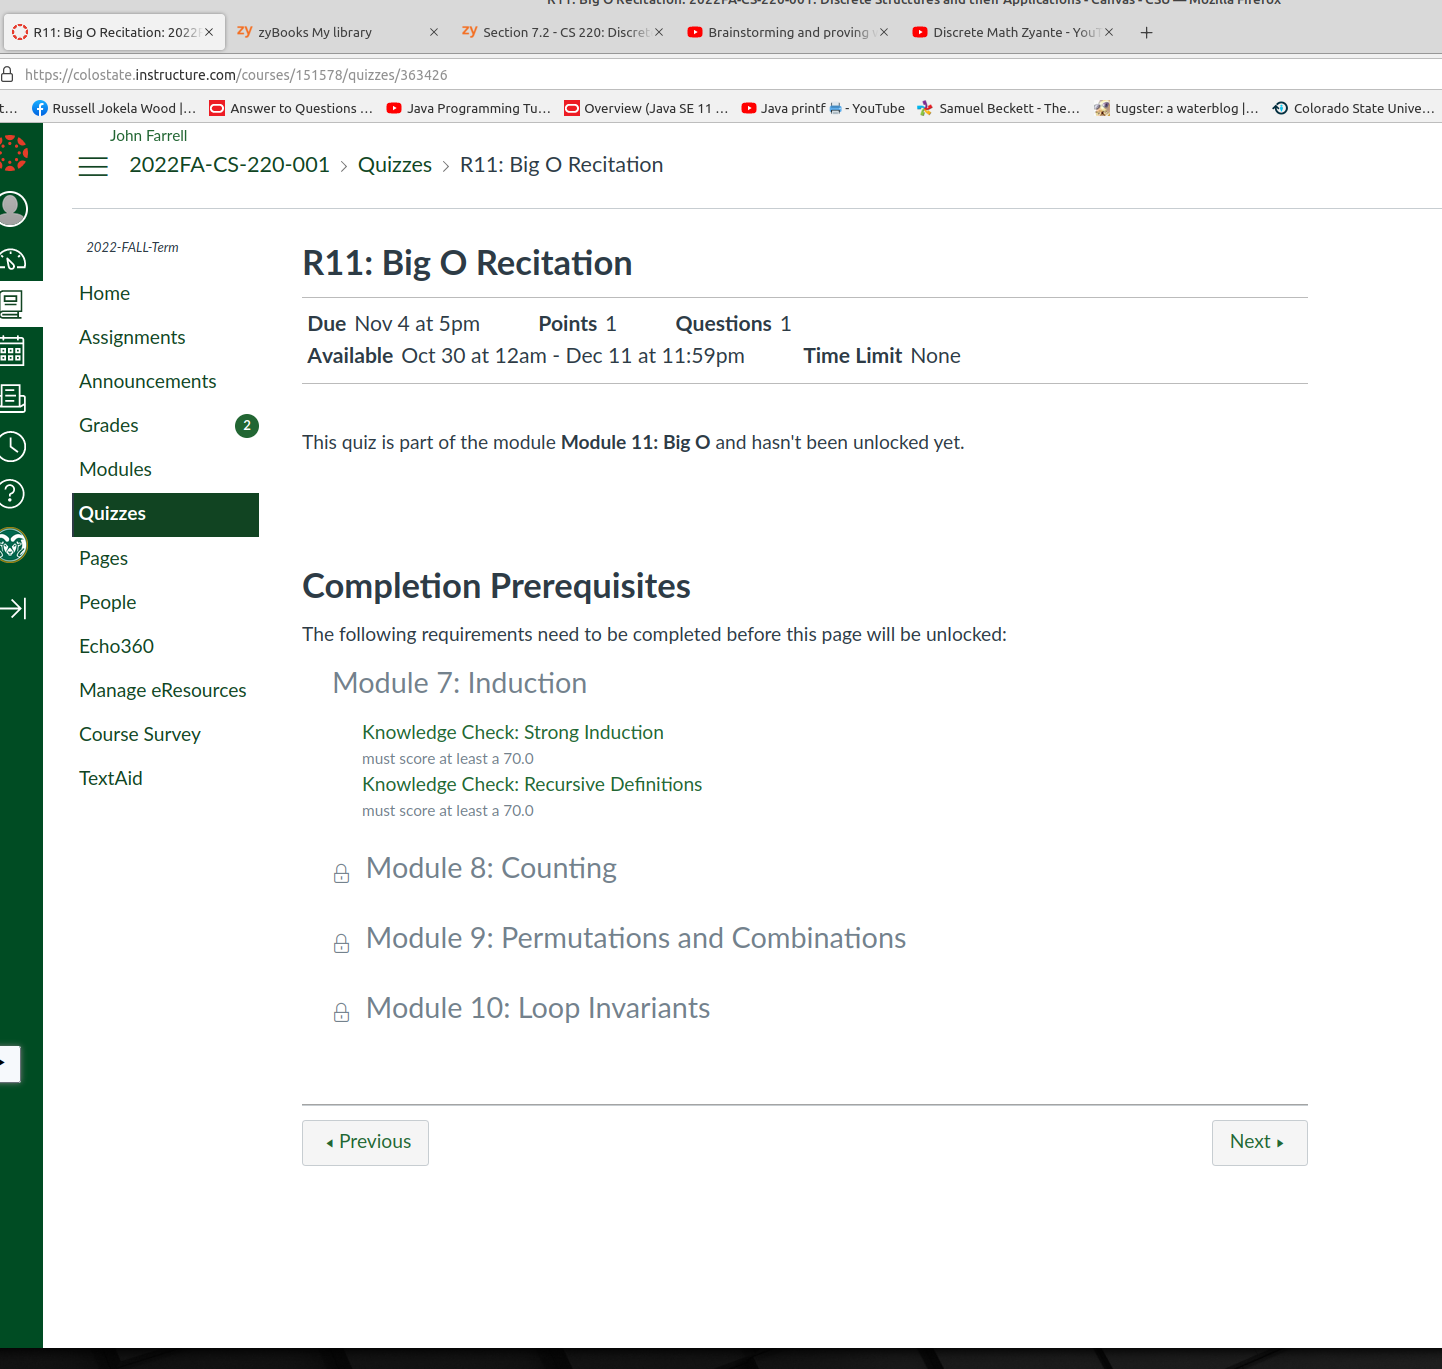 R11: Big O Recitation: 2022FA-CS-220-001: Discrete Structures and their Applications - Canvas - CSU — Mozilla Firefox
R11: Big O Recitation: 2022F
zy zyBooks My library
zy Section 7.2 - CS 220: Discret
Brainstorming and proving
Discrete Math Zyante - YouT
https://colostate.instructure.com/courses/151578/quizzes/363426
t…
Russell Jokela Wood |…
Answer to Questions …
Java Programming Tu…
Overview (Java SE 11 …
Java printf - YouTube
Samuel Beckett - The…
tugster: a waterblog |…
Colorado State Unive…
John Farrell
2022FA-CS-220-001 › Quizzes › R11: Big O Recitation
2022-FALL-Term
Home
Assignments
Announcements
Grades 2
Modules
Quizzes
Pages
People
Echo360
Manage eResources
Course Survey
TextAid
R11: Big O Recitation
Due Nov 4 at 5pm Points 1 Questions 1
Available Oct 30 at 12am - Dec 11 at 11:59pm Time Limit None
This quiz is part of the module Module 11: Big O and hasn't been unlocked yet.
Completion Prerequisites
The following requirements need to be completed before this page will be unlocked:
Module 7: Induction
Knowledge Check: Strong Induction
must score at least a 70.0
Knowledge Check: Recursive Definitions
must score at least a 70.0
Module 8: Counting
Module 9: Permutations and Combinations
Module 10: Loop Invariants
Previous
Next